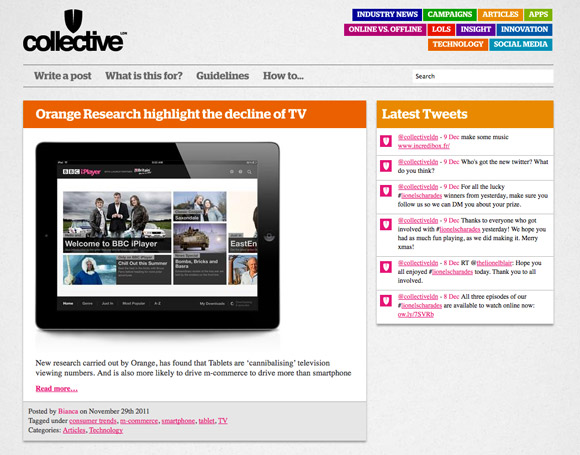 collective
LDN
INDUSTRY NEWS CAMPAIGNS ARTICLES APPS
ONLINE VS. OFFLINE LOLS INSIGHT INNOVATION
TECHNOLOGY SOCIAL MEDIA
Write a post What is this for? Guidelines How to...
Search
Orange Research highlight the decline of TV
BBC iPlayer
Saxondale
Welcome to BBC iPlayer
EastEn
Chill Out this Summer
Bombs, Bricks and
Basra
Home Genre Just In Most Popular A-Z My Downloads
New research carried out by Orange, has found that Tablets are ‘cannibalising’ television
viewing numbers. And is also more likely to drive m-commerce to drive more than smartphone
Read more…
Posted by Bianca on November 29th 2011
Tagged under consumer trends, m-commerce, smartphone, tablet, TV
Categories: Articles, Technology
Latest Tweets
@collectiveldn - 9 Dec make some music
www.incredibox.fr/
@collectiveldn - 9 Dec Who's got the new twitter? What
do you think?
@collectiveldn - 9 Dec For all the lucky
#lionelscharades winners from yesterday, make sure you
follow us so we can DM you about your prize.
@collectiveldn - 9 Dec Thanks to everyone who got
involved with #lionelscharades yesterday! We hope you
had as much fun playing, as we did making it. Merry
xmas!
@collectiveldn - 8 Dec RT @thelionelblair: Hope you
all enjoyed #lionelscharades today. Thank you to all
involved.
@collectiveldn - 8 Dec All three episodes of our
#lionelscharades are available to watch online now:
ow.ly/7SVRb